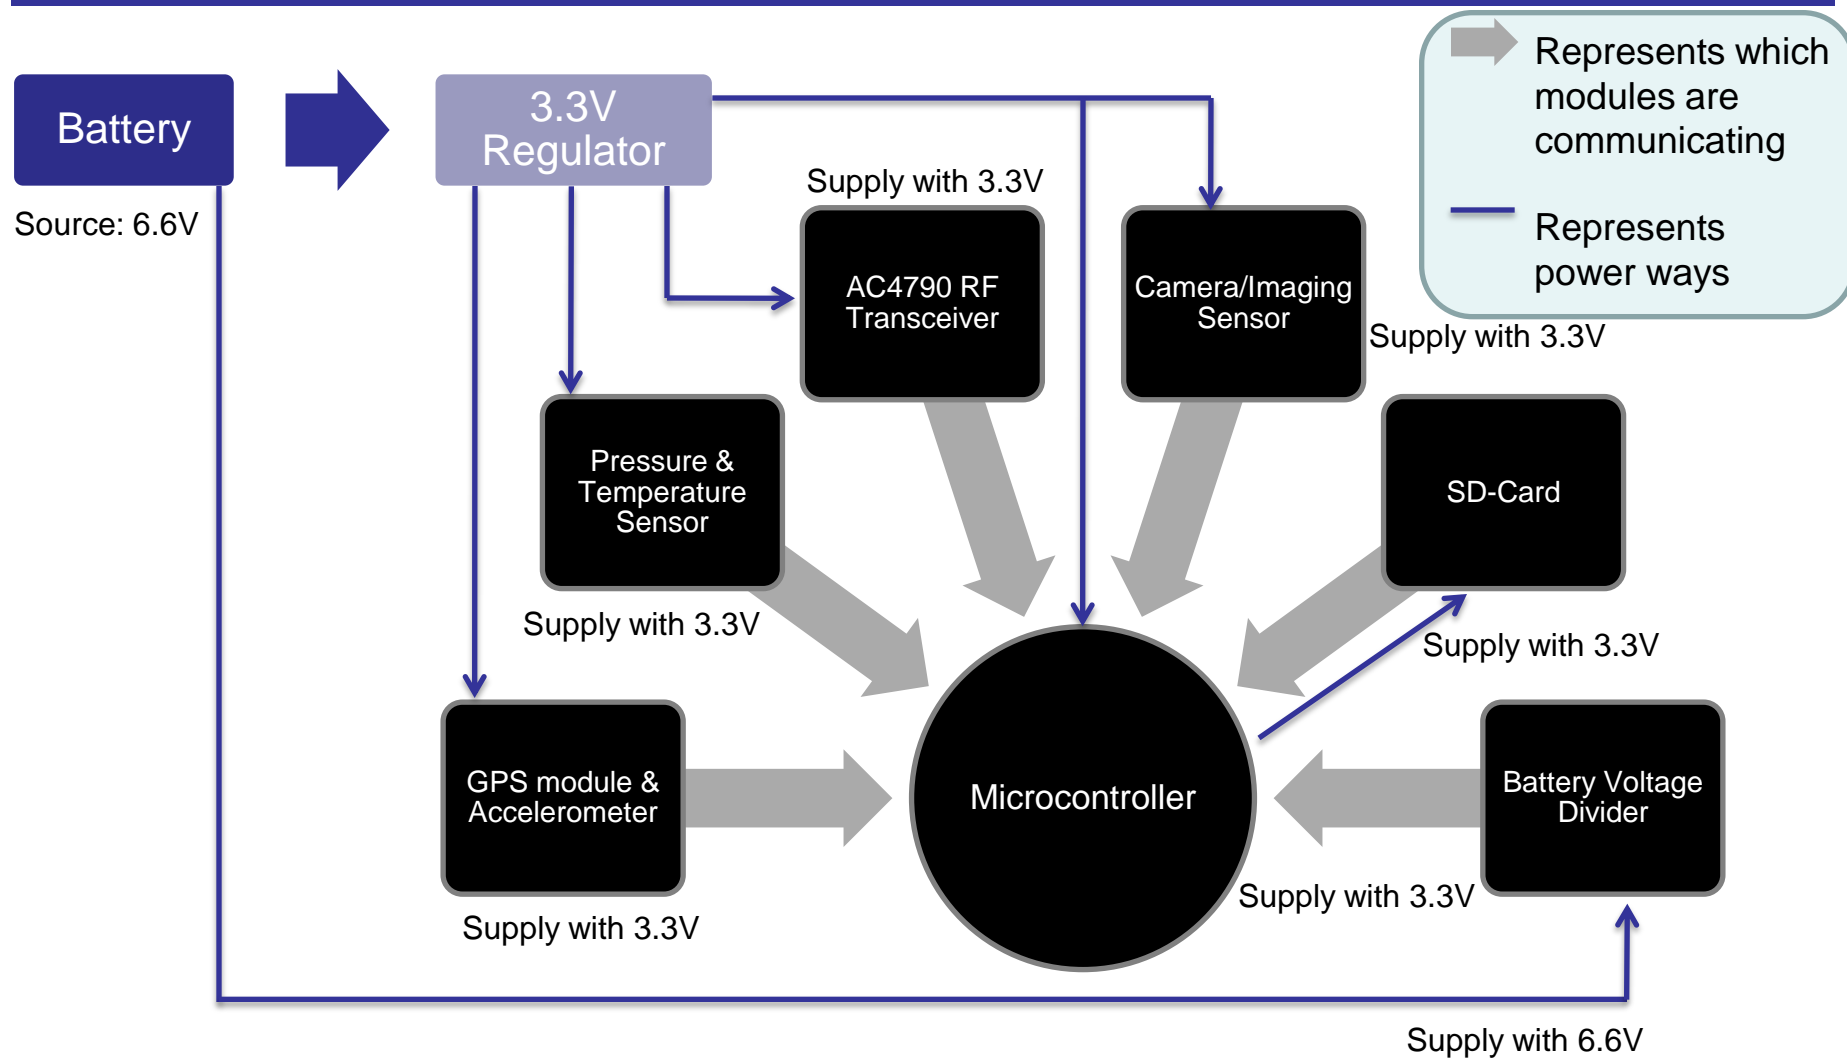 Battery
Source: 6.6V
3.3V
Regulator
Represents which
modules are
communicating
Represents
power ways
Supply with 3.3V
AC4790 RF
Transceiver
Camera/Imaging
Sensor
Supply with 3.3V
Pressure &
Temperature
Sensor
Supply with 3.3V
SD-Card
Supply with 3.3V
GPS module &
Accelerometer
Supply with 3.3V
Microcontroller
Supply with 3.3V
Battery Voltage
Divider
Supply with 6.6V